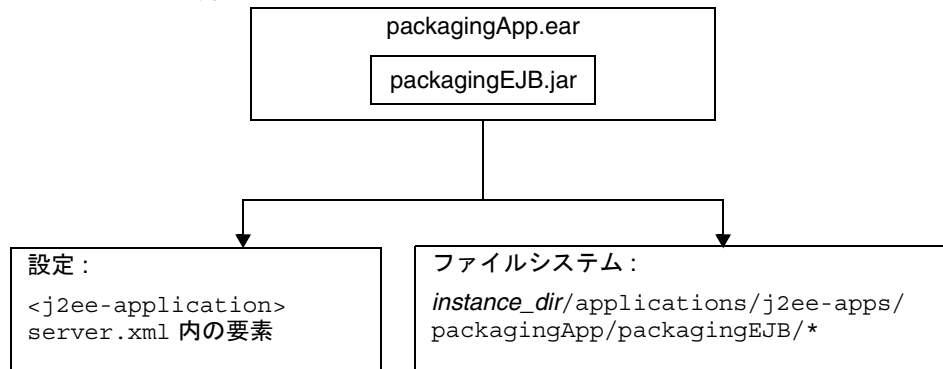 packagingApp.ear
packagingEJB.jar
設定 :
<j2ee-application>
server.xml 内の要素
ファイルシステム :
instance_dir/applications/j2ee-apps/
packagingApp/packagingEJB/*